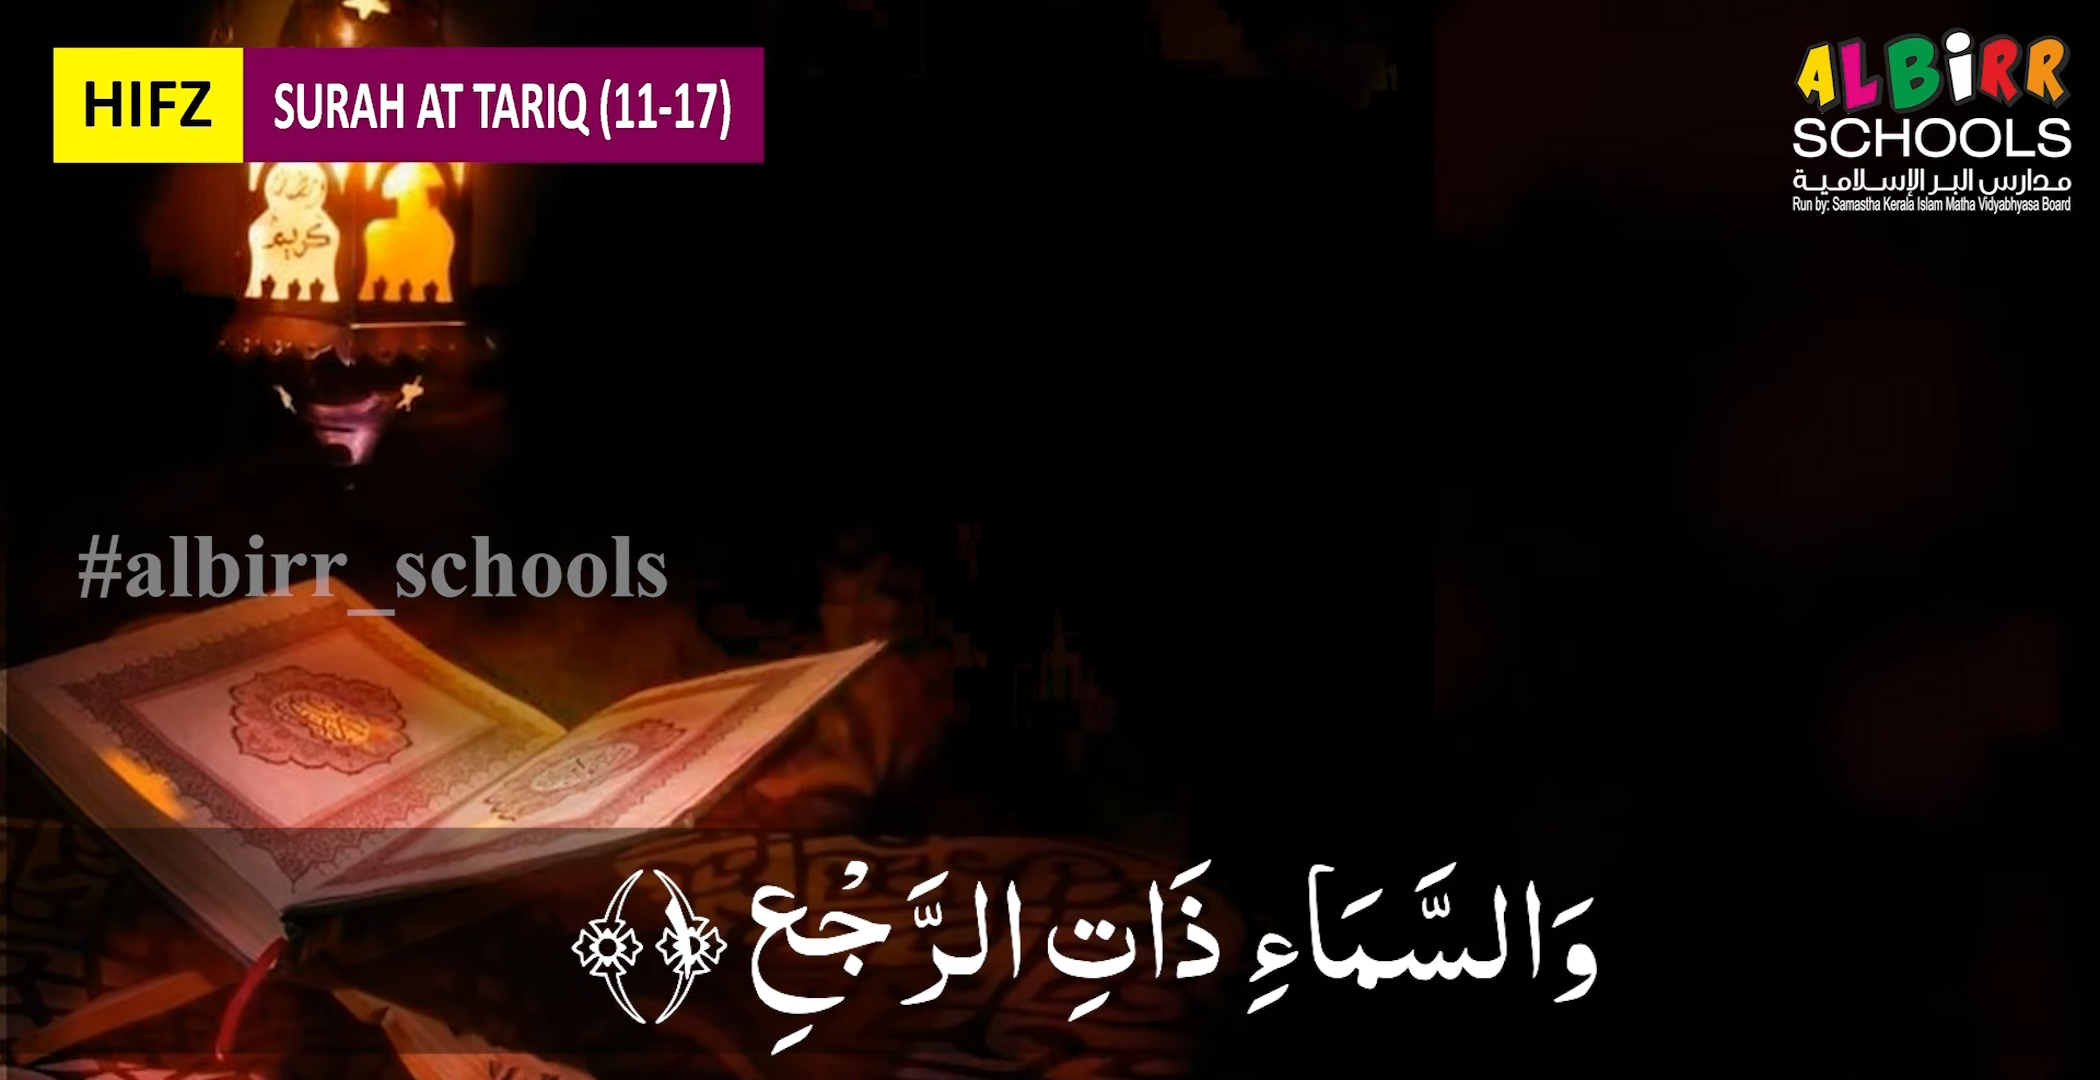 HIFZ SURAH AT TARIQ (11-17)
ALBiRR
SCHOOLS
مدارس البر الإسلامية
Run by: Samastha Kerala Islam Matha Vidyabhyasa Board
كريم
#albirr_schools
وَالسَّمَاءِ ذَاتِ الرَّجْعِ ﴿﴾